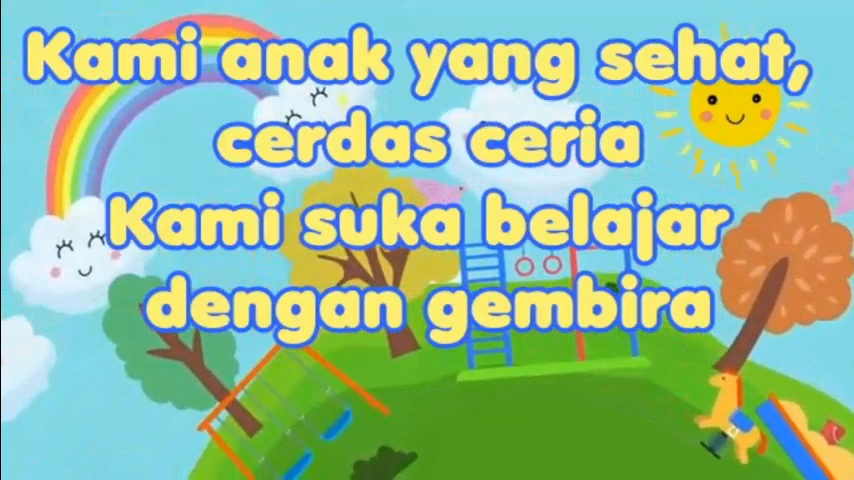 Kami anak yang sehat,
cerdas ceria
Kami suka belajar
dengan gembira